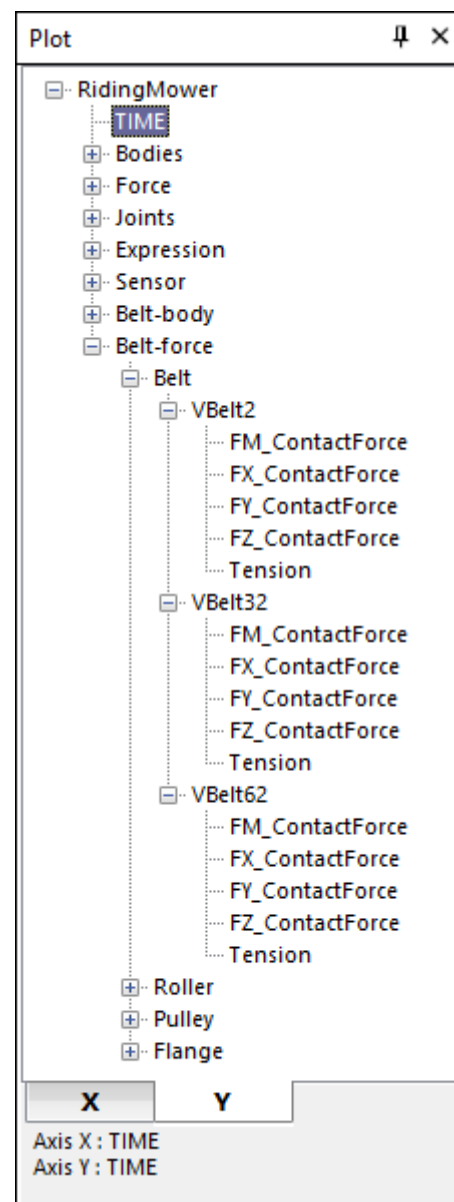 Plot
RidingMower
TIME
Bodies
Force
Joints
Expression
Sensor
Belt-body
Belt-force
Belt
VBelt2
FM_ContactForce
FX_ContactForce
FY_ContactForce
FZ_ContactForce
Tension
VBelt32
FM_ContactForce
FX_ContactForce
FY_ContactForce
FZ_ContactForce
Tension
VBelt62
FM_ContactForce
FX_ContactForce
FY_ContactForce
FZ_ContactForce
Tension
Roller
Pulley
Flange
X Y
Axis X : TIME
Axis Y : TIME